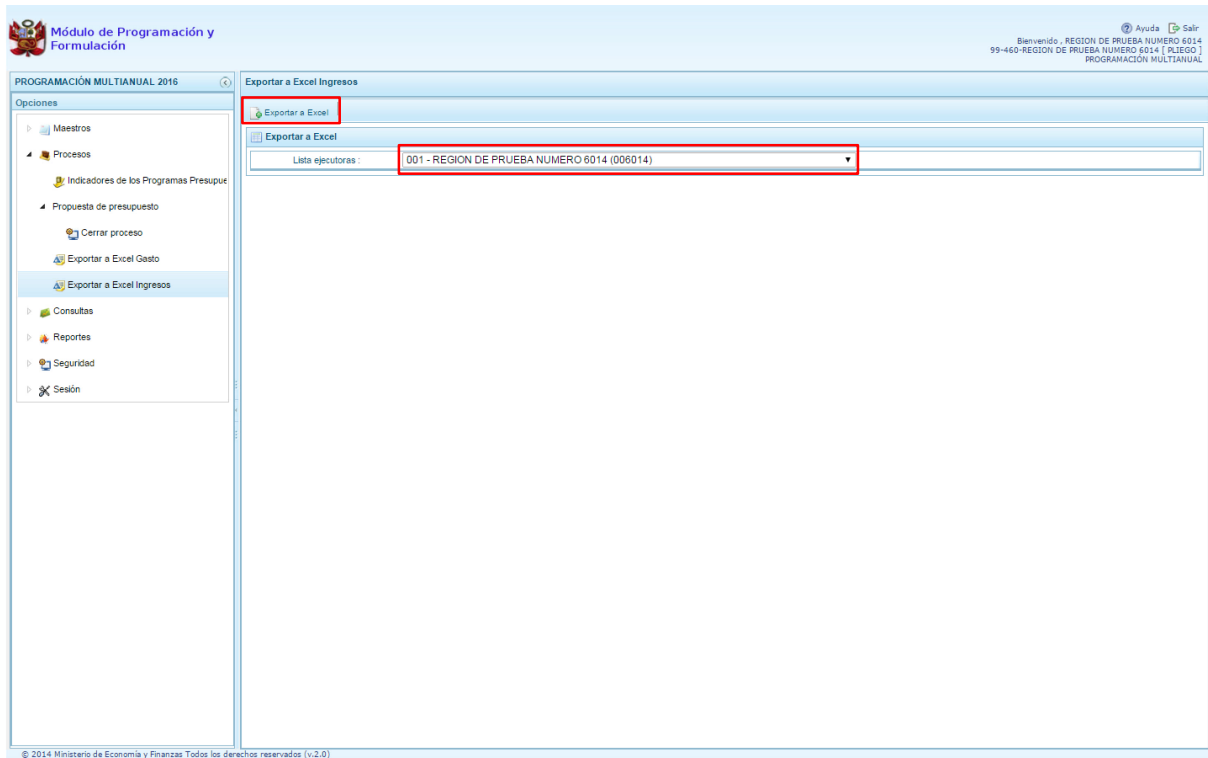 Módulo de Programación y
Formulación
Ayuda Salir
Bienvenido , REGION DE PRUEBA NUMERO 6014
99-460-REGION DE PRUEBA NUMERO 6014 [ PLIEGO ]
PROGRAMACIÓN MULTIANUAL
PROGRAMACIÓN MULTIANUAL 2016
Opciones
Maestros
Procesos
Indicadores de los Programas Presupue
Propuesta de presupuesto
Cerrar proceso
Exportar a Excel Gasto
Exportar a Excel Ingresos
Consultas
Reportes
Seguridad
Sesión
Exportar a Excel Ingresos
Exportar a Excel
Exportar a Excel
Lista ejecutoras : 001 - REGION DE PRUEBA NUMERO 6014 (006014)
© 2014 Ministerio de Economía y Finanzas Todos los derechos reservados (v.2.0)